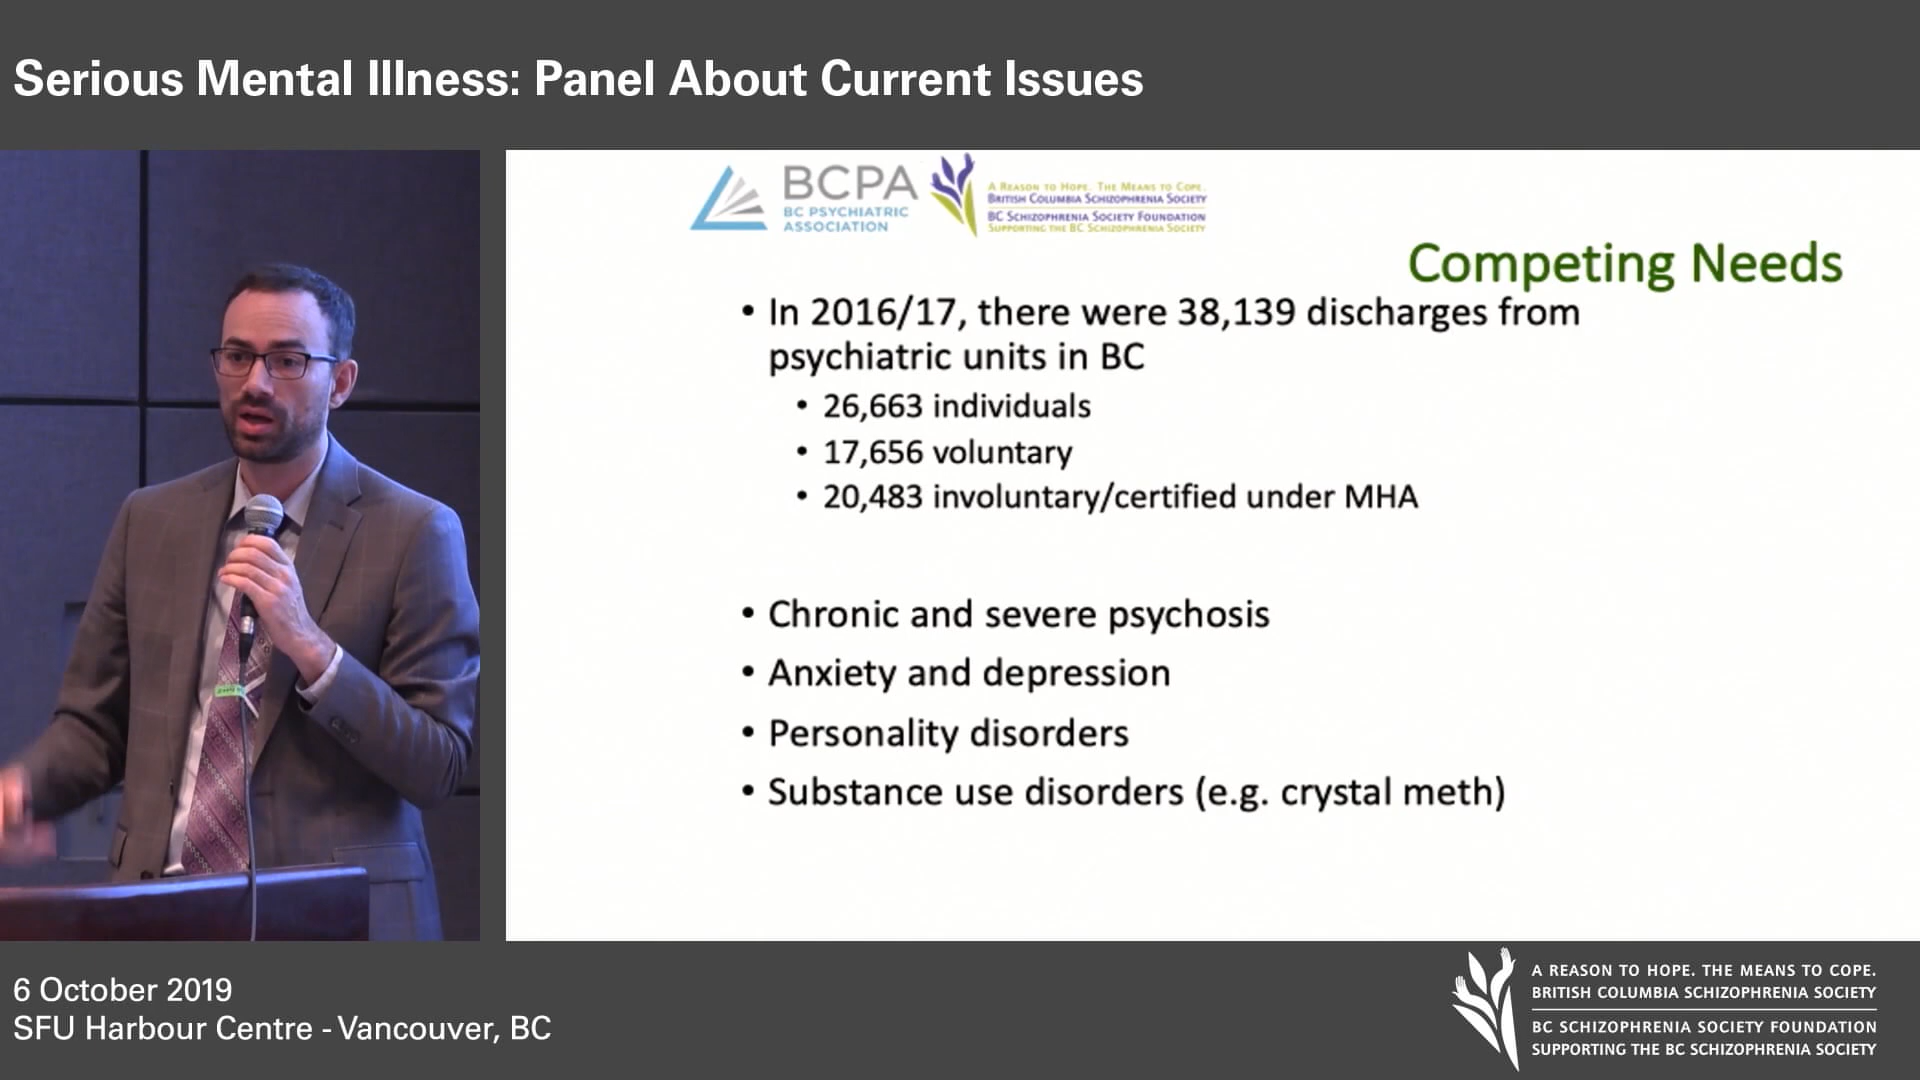 Serious Mental Illness: Panel About Current Issues
BCPA
BC PSYCHIATRIC
ASSOCIATION
A REASON TO HOPE. THE MEANS TO COPE.
BRITISH COLUMBIA SCHIZOPHRENIA SOCIETY
BC SCHIZOPHRENIA SOCIETY FOUNDATION
SUPPORTING THE BC SCHIZOPHRENIA SOCIETY
Competing Needs
• In 2016/17, there were 38,139 discharges from
psychiatric units in BC
• 26,663 individuals
• 17,656 voluntary
• 20,483 involuntary/certified under MHA
• Chronic and severe psychosis
• Anxiety and depression
• Personality disorders
• Substance use disorders (e.g. crystal meth)
6 October 2019
SFU Harbour Centre - Vancouver, BC
A REASON TO HOPE. THE MEANS TO COPE.
BRITISH COLUMBIA SCHIZOPHRENIA SOCIETY
BC SCHIZOPHRENIA SOCIETY FOUNDATION
SUPPORTING THE BC SCHIZOPHRENIA SOCIETY